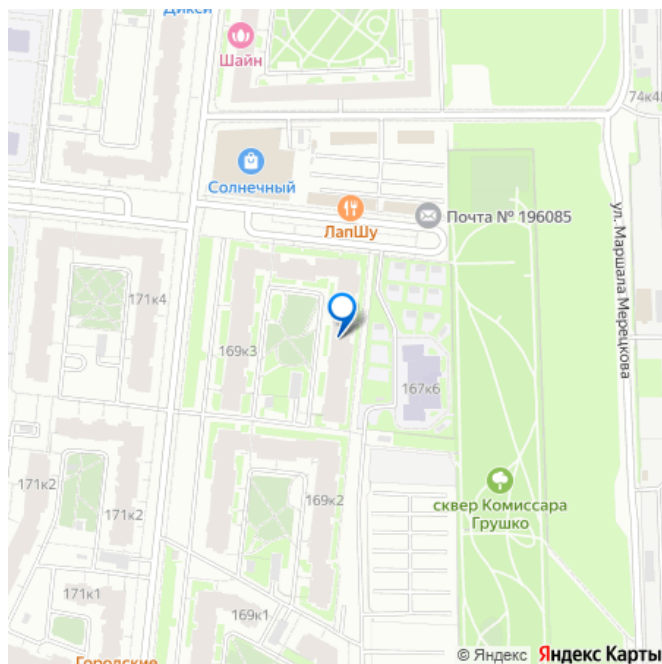 Дикси
Шайн
74к4
Солнечный
ЛапШу
Почта № 196085
ул. Маршала Мерецкова
171к4
169к3
167к6
171к2
171к2
169к2
сквер Комиссара
Грушко
171к1
169к1
Городские
© Яндекс Яндекс Карты